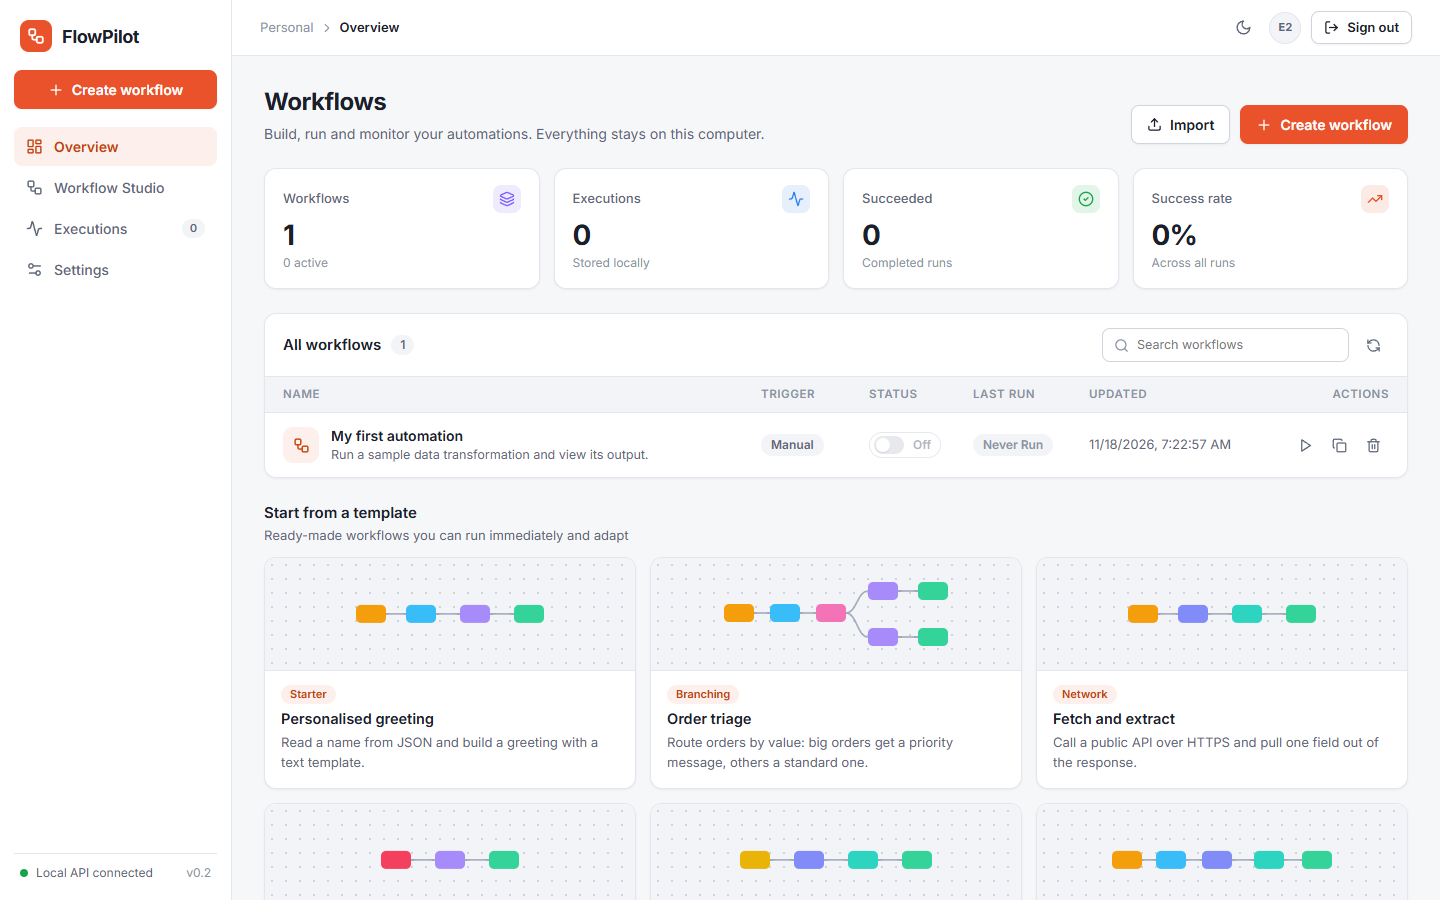 FlowPilot
Create workflow
Overview
Workflow Studio
Executions 0
Settings
Local API connected v0.2
Personal > Overview
E2
Sign out
Workflows
Build, run and monitor your automations. Everything stays on this computer.
Import
Create workflow
Workflows
1
0 active
Executions
0
Stored locally
Succeeded
0
Completed runs
Success rate
0%
Across all runs
All workflows 1
Search workflows
NAME TRIGGER STATUS LAST RUN UPDATED ACTIONS
My first automation
Run a sample data transformation and view its output.
Manual
Off
Never Run
11/18/2026, 7:22:57 AM
Start from a template
Ready-made workflows you can run immediately and adapt
Starter
Personalised greeting
Read a name from JSON and build a greeting with a
text template.
Branching
Order triage
Route orders by value: big orders get a priority
message, others a standard one.
Network
Fetch and extract
Call a public API over HTTPS and pull one field out of
the response.